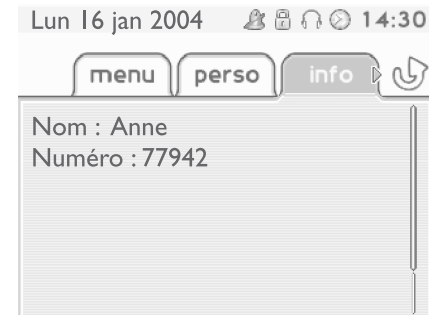 Lun 16 jan 2004 14:30
menu perso info
Nom : Anne
Numéro : 77942